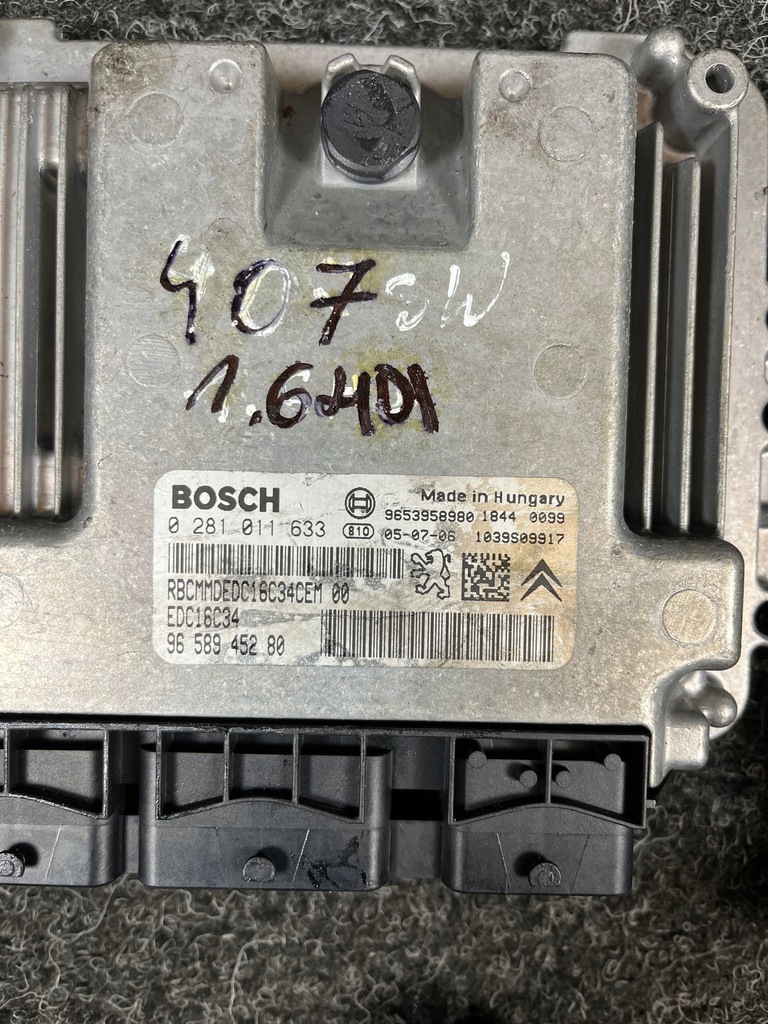 407 SW
1.6HDI
BOSCH
Made in Hungary
0 281 011 633
810
9653958980 1844 0099
05-07-06 1039S09917
RBCMMDEDC16C34CEM 00
EDC16C34
96 589 452 80